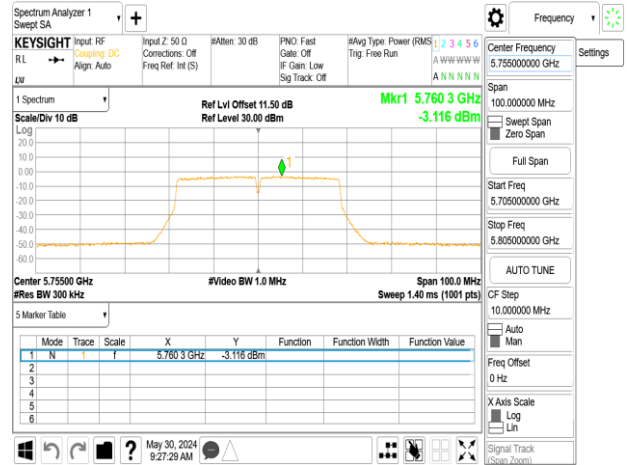 Spectrum Analyzer 1
Swept SA
+
Frequency
KEYSIGHT
Input: RF
Coupling: DC
Align: Auto
RL
Input Z: 50 Ω
Corrections: Off
Freq Ref: Int (S)
#Atten: 30 dB
PNO: Fast
Gate: Off
IF Gain: Low
Sig Track: Off
#Avg Type: Power (RMS
Trig: Free Run
1 2 3 4 5 6
A W W W W W
A N N N N N
Center Frequency
5.755000000 GHz
Settings
Span
100.000000 MHz
Swept Span
Zero Span
Full Span
Start Freq
5.705000000 GHz
Stop Freq
5.805000000 GHz
AUTO TUNE
CF Step
10.000000 MHz
Auto
Man
Freq Offset
0 Hz
X Axis Scale
Log
Lin
Signal Track
(Span Zoom)
1 Spectrum
Scale/Div 10 dB
Ref Lvl Offset 11.50 dB
Ref Level 30.00 dBm
Mkr1 5.760 3 GHz
-3.116 dBm
Log
20.0
10.0
0.00
-10.0
-20.0
-30.0
-40.0
-50.0
-60.0
1
Center 5.75500 GHz
#Res BW 300 kHz
#Video BW 1.0 MHz
Span 100.0 MHz
Sweep 1.40 ms (1001 pts)
5 Marker Table
Mode Trace Scale X Y Function Function Width Function Value
1 N 1 f 5.760 3 GHz -3.116 dBm
2
3
4
5
6
?
May 30, 2024
9:27:29 AM